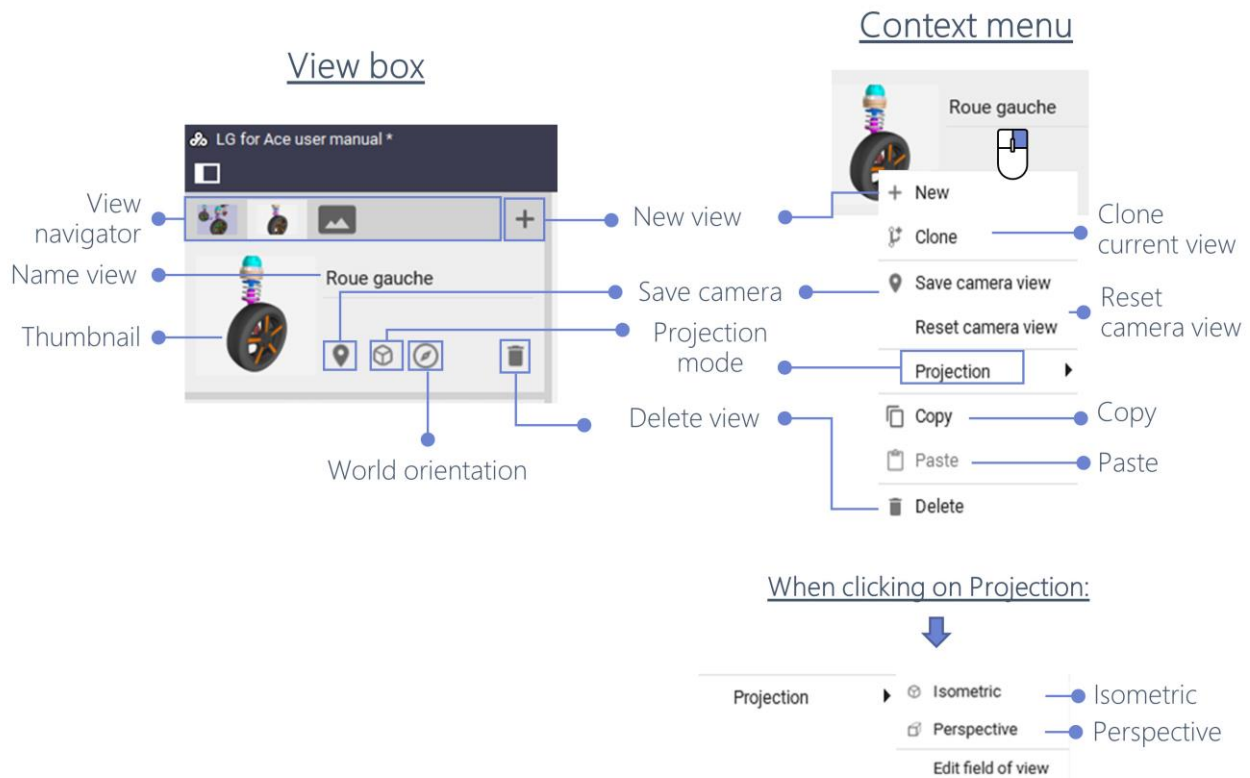 Context menu
View box
LG for Ace user manual *
Roue gauche
View
navigator
New view
New
Clone
Clone
current view
Name view
Roue gauche
Save camera
Save camera view
Reset
camera view
Thumbnail
Projection
mode
Reset camera view
Projection
Delete view
Copy
Copy
World orientation
Paste
Paste
Delete
When clicking on Projection:
Projection
Isometric
Isometric
Perspective
Perspective
Edit field of view